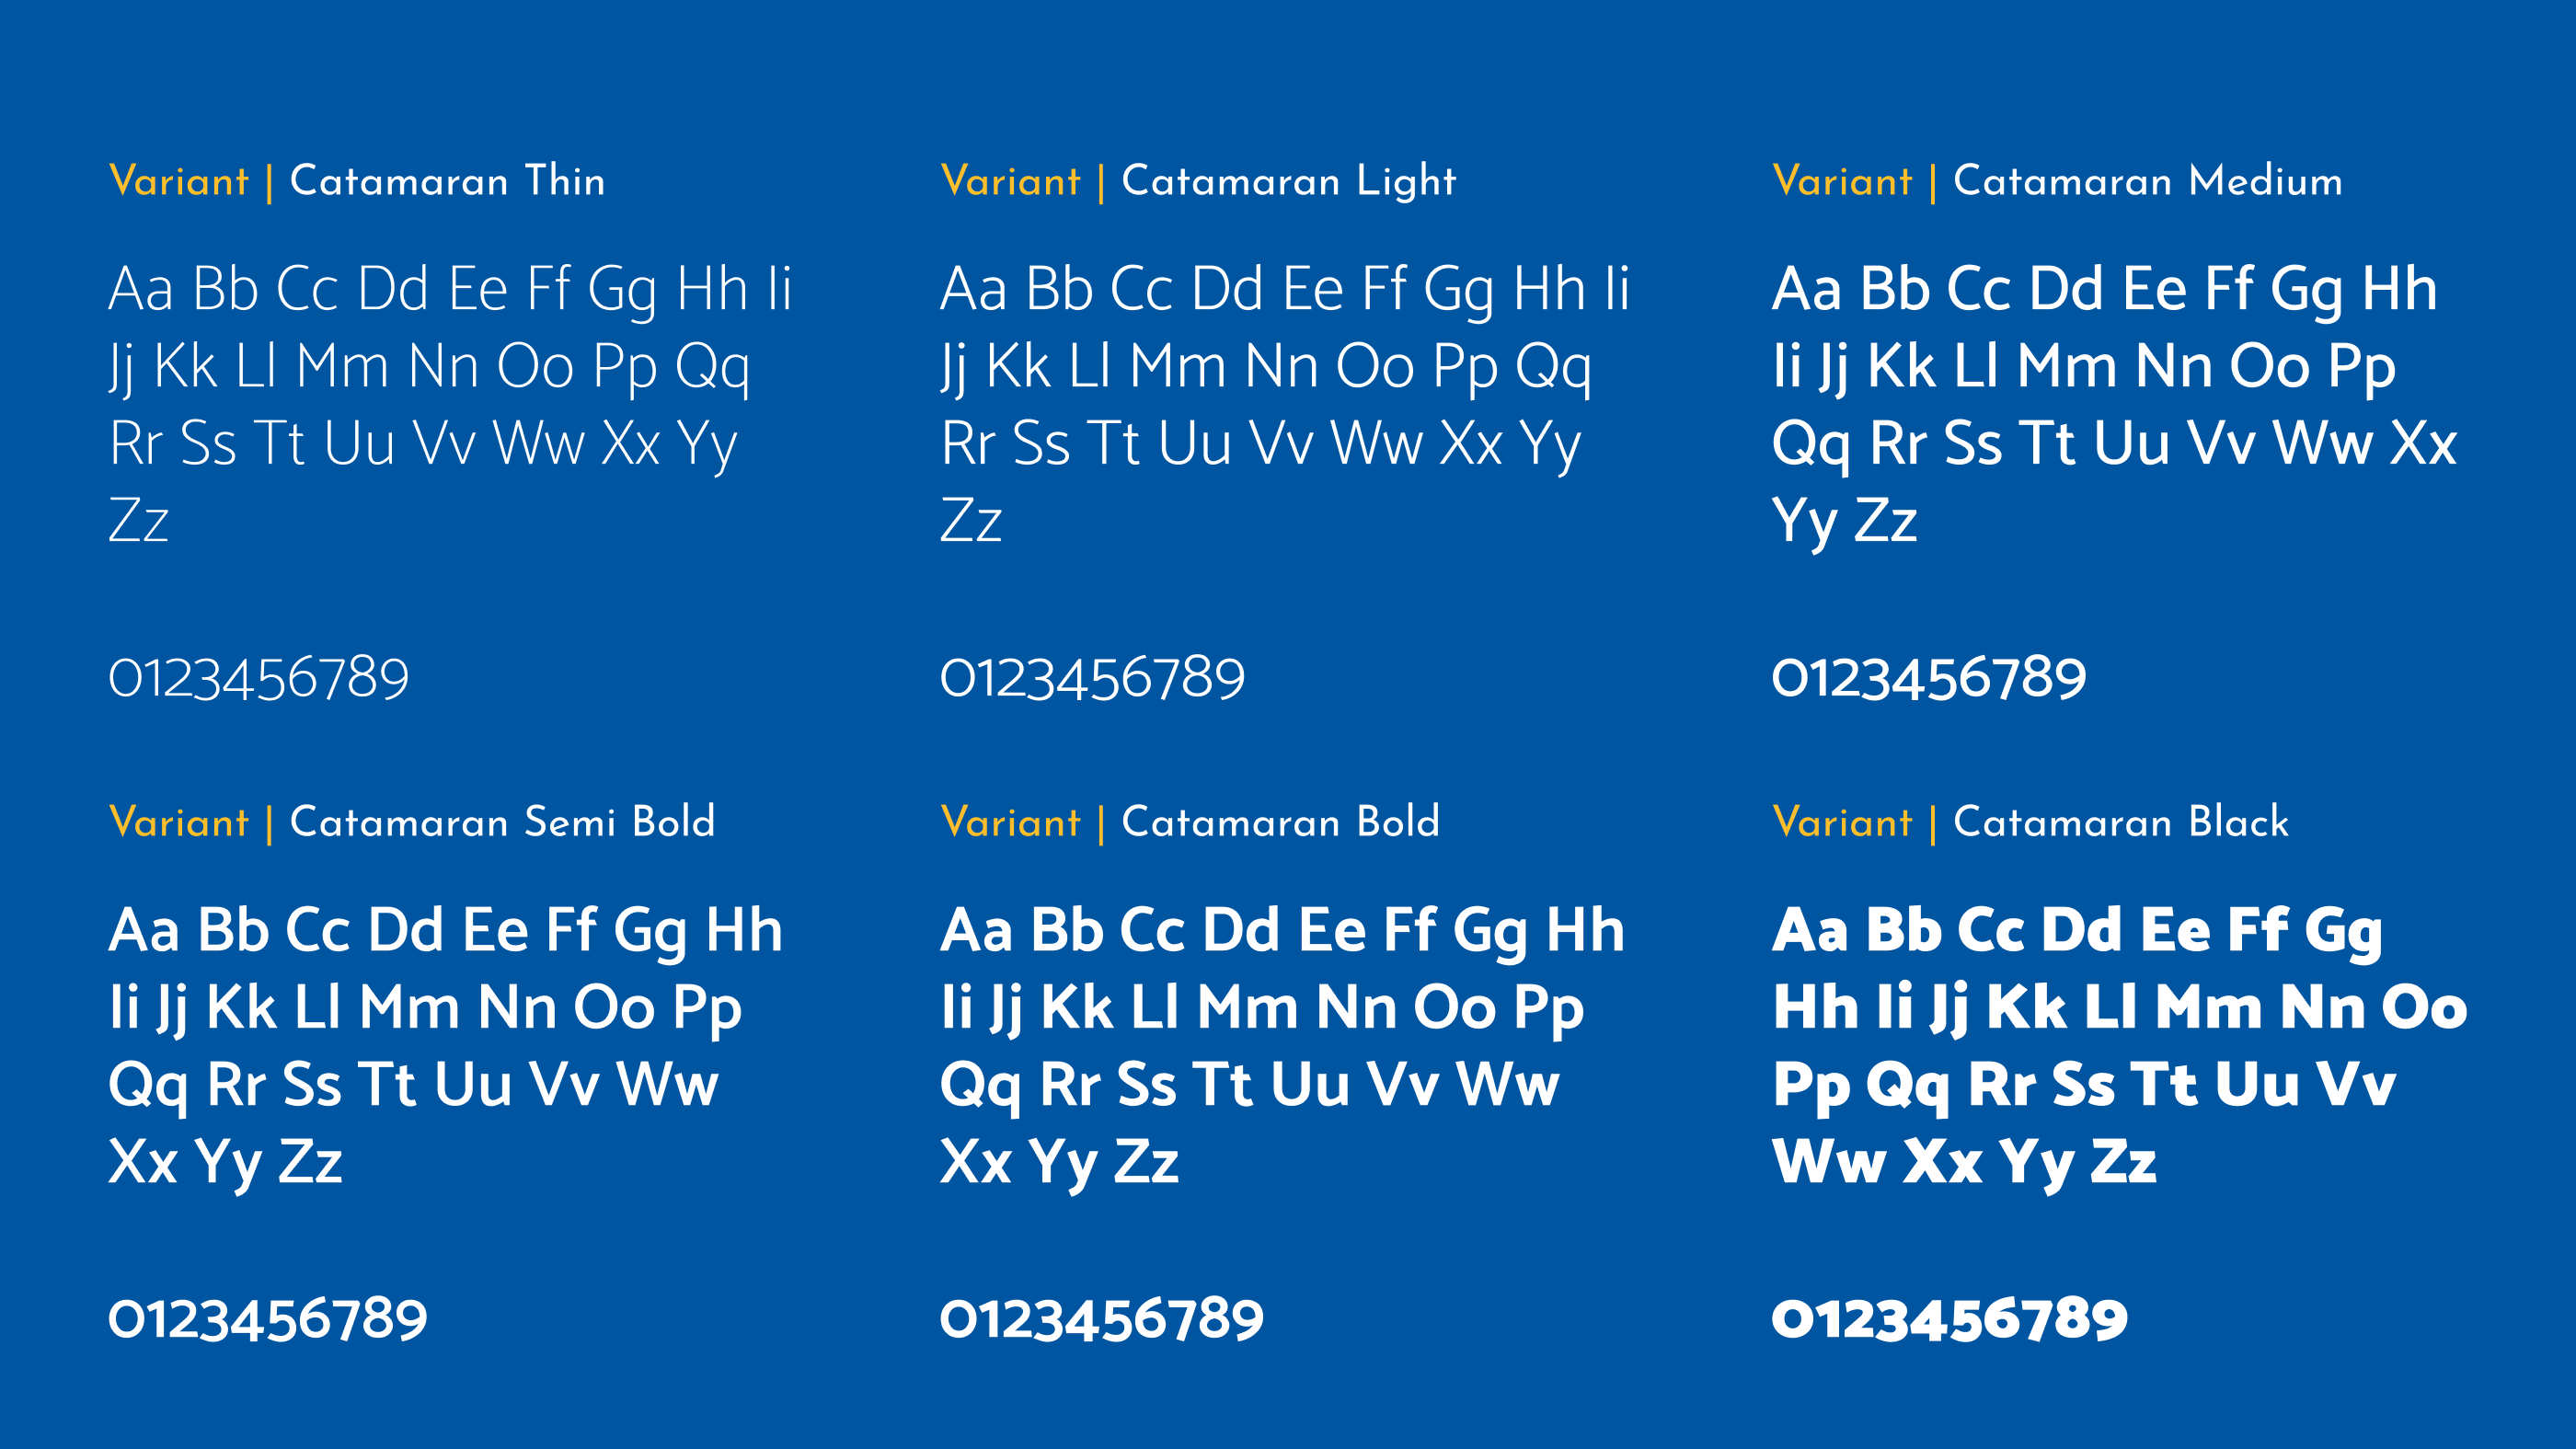 Variant | Catamaran Thin
Aa Bb Cc Dd Ee Ff Gg Hh Ii
Jj Kk Ll Mm Nn Oo Pp Qq
Rr Ss Tt Uu Vv Ww Xx Yy
Zz
0123456789
Variant | Catamaran Light
Aa Bb Cc Dd Ee Ff Gg Hh Ii
Jj Kk Ll Mm Nn Oo Pp Qq
Rr Ss Tt Uu Vv Ww Xx Yy
Zz
0123456789
Variant | Catamaran Medium
Aa Bb Cc Dd Ee Ff Gg Hh
Ii Jj Kk Ll Mm Nn Oo Pp
Qq Rr Ss Tt Uu Vv Ww Xx
Yy Zz
0123456789
Variant | Catamaran Semi Bold
Aa Bb Cc Dd Ee Ff Gg Hh
Ii Jj Kk Ll Mm Nn Oo Pp
Qq Rr Ss Tt Uu Vv Ww
Xx Yy Zz
0123456789
Variant | Catamaran Bold
Aa Bb Cc Dd Ee Ff Gg Hh
Ii Jj Kk Ll Mm Nn Oo Pp
Qq Rr Ss Tt Uu Vv Ww
Xx Yy Zz
0123456789
Variant | Catamaran Black
Aa Bb Cc Dd Ee Ff Gg
Hh Ii Jj Kk Ll Mm Nn Oo
Pp Qq Rr Ss Tt Uu Vv
Ww Xx Yy Zz
0123456789